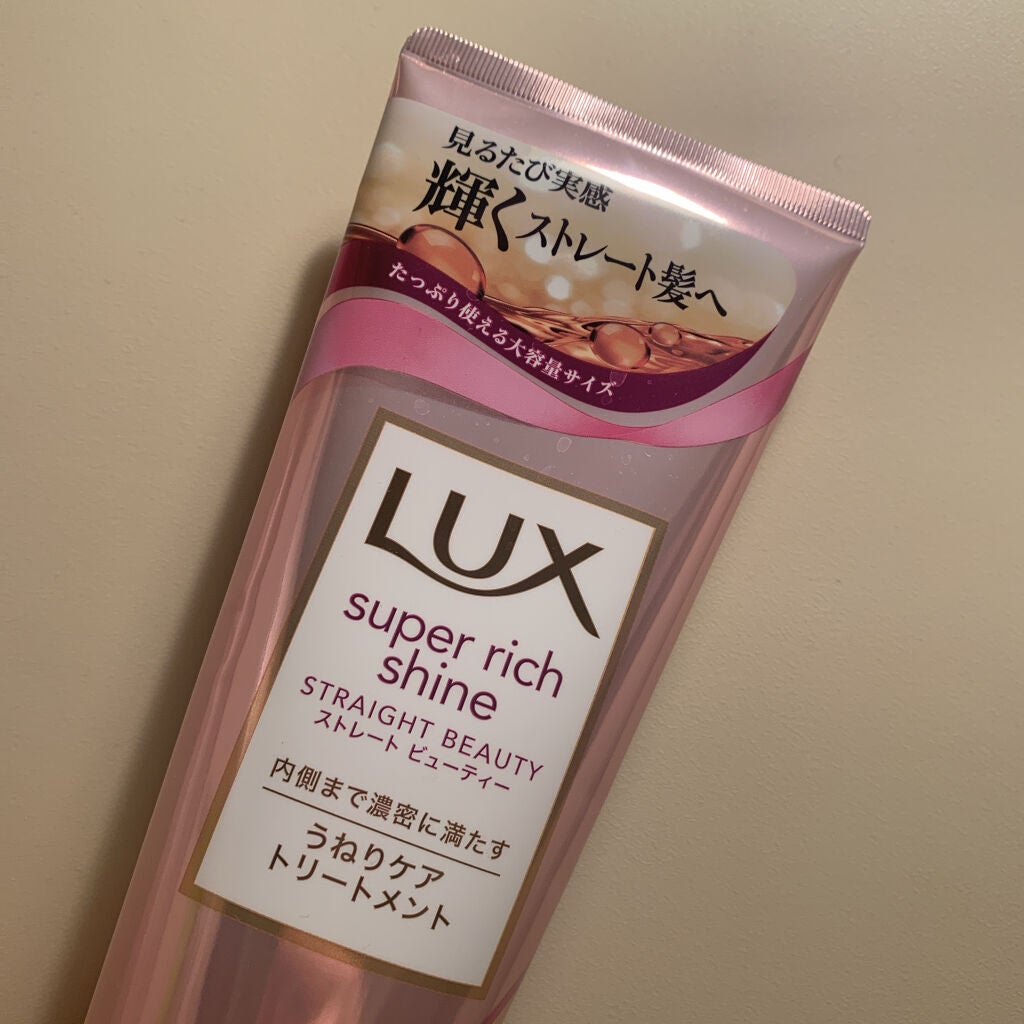 見るたび実感
輝くストレート髪へ
たっぷり使える大容量サイズ
LUX
super rich
shine
STRAIGHT BEAUTY
ストレート ビューティー
内側まで濃密に満たす
うねりケア
トリートメント